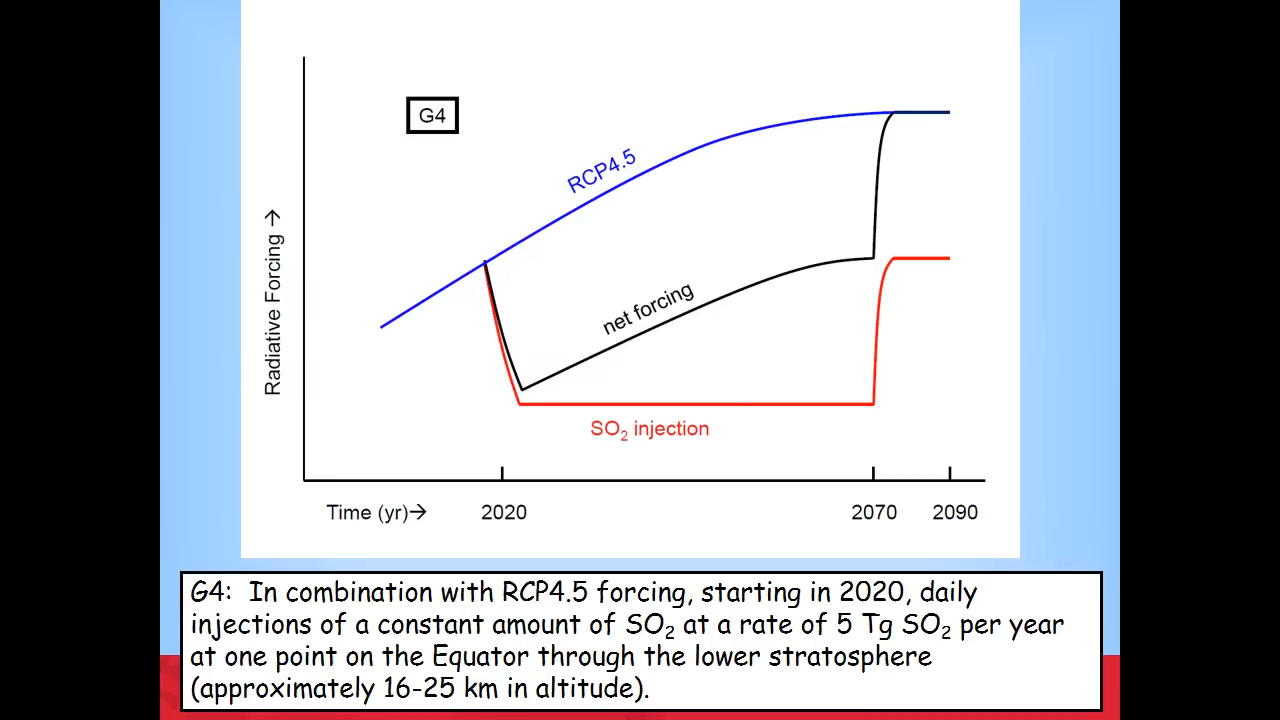 G4
RCP4.5
Radiative Forcing →
net forcing
SO₂ injection
Time (yr)→ 2020 2070 2090
G4: In combination with RCP4.5 forcing, starting in 2020, daily
injections of a constant amount of SO₂ at a rate of 5 Tg SO₂ per year
at one point on the Equator through the lower stratosphere
(approximately 16-25 km in altitude).